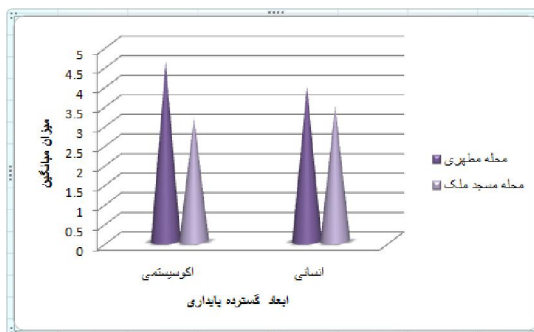 5
4.5
4
3.5
3
2.5
2
1.5
1
0.5
0
میزان میانگین
اکوسیستمی
انسانی
ابعاد گسترده پایداری
محله مطهری
محله مسجد ملک